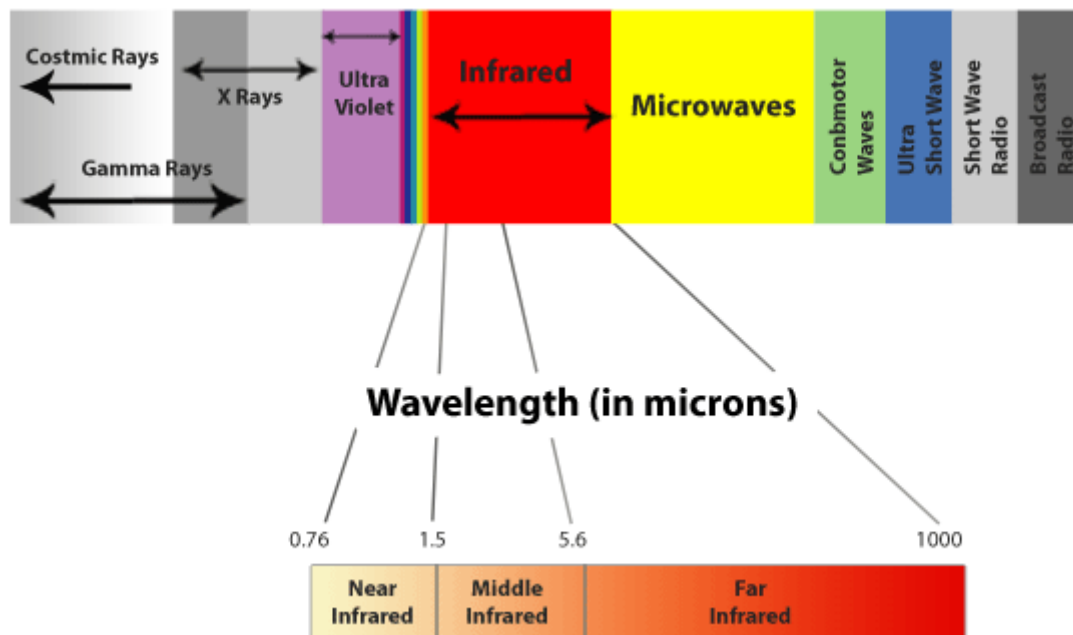 Costmic Rays
X Rays
Gamma Rays
Ultra
Violet
Infrared
Microwaves
Conbmotor
Waves
Ultra
Short Wave
Short Wave
Radio
Broadcast
Radio
Wavelength (in microns)
0.76
1.5
5.6
1000
Near
Infrared
Middle
Infrared
Far
Infrared